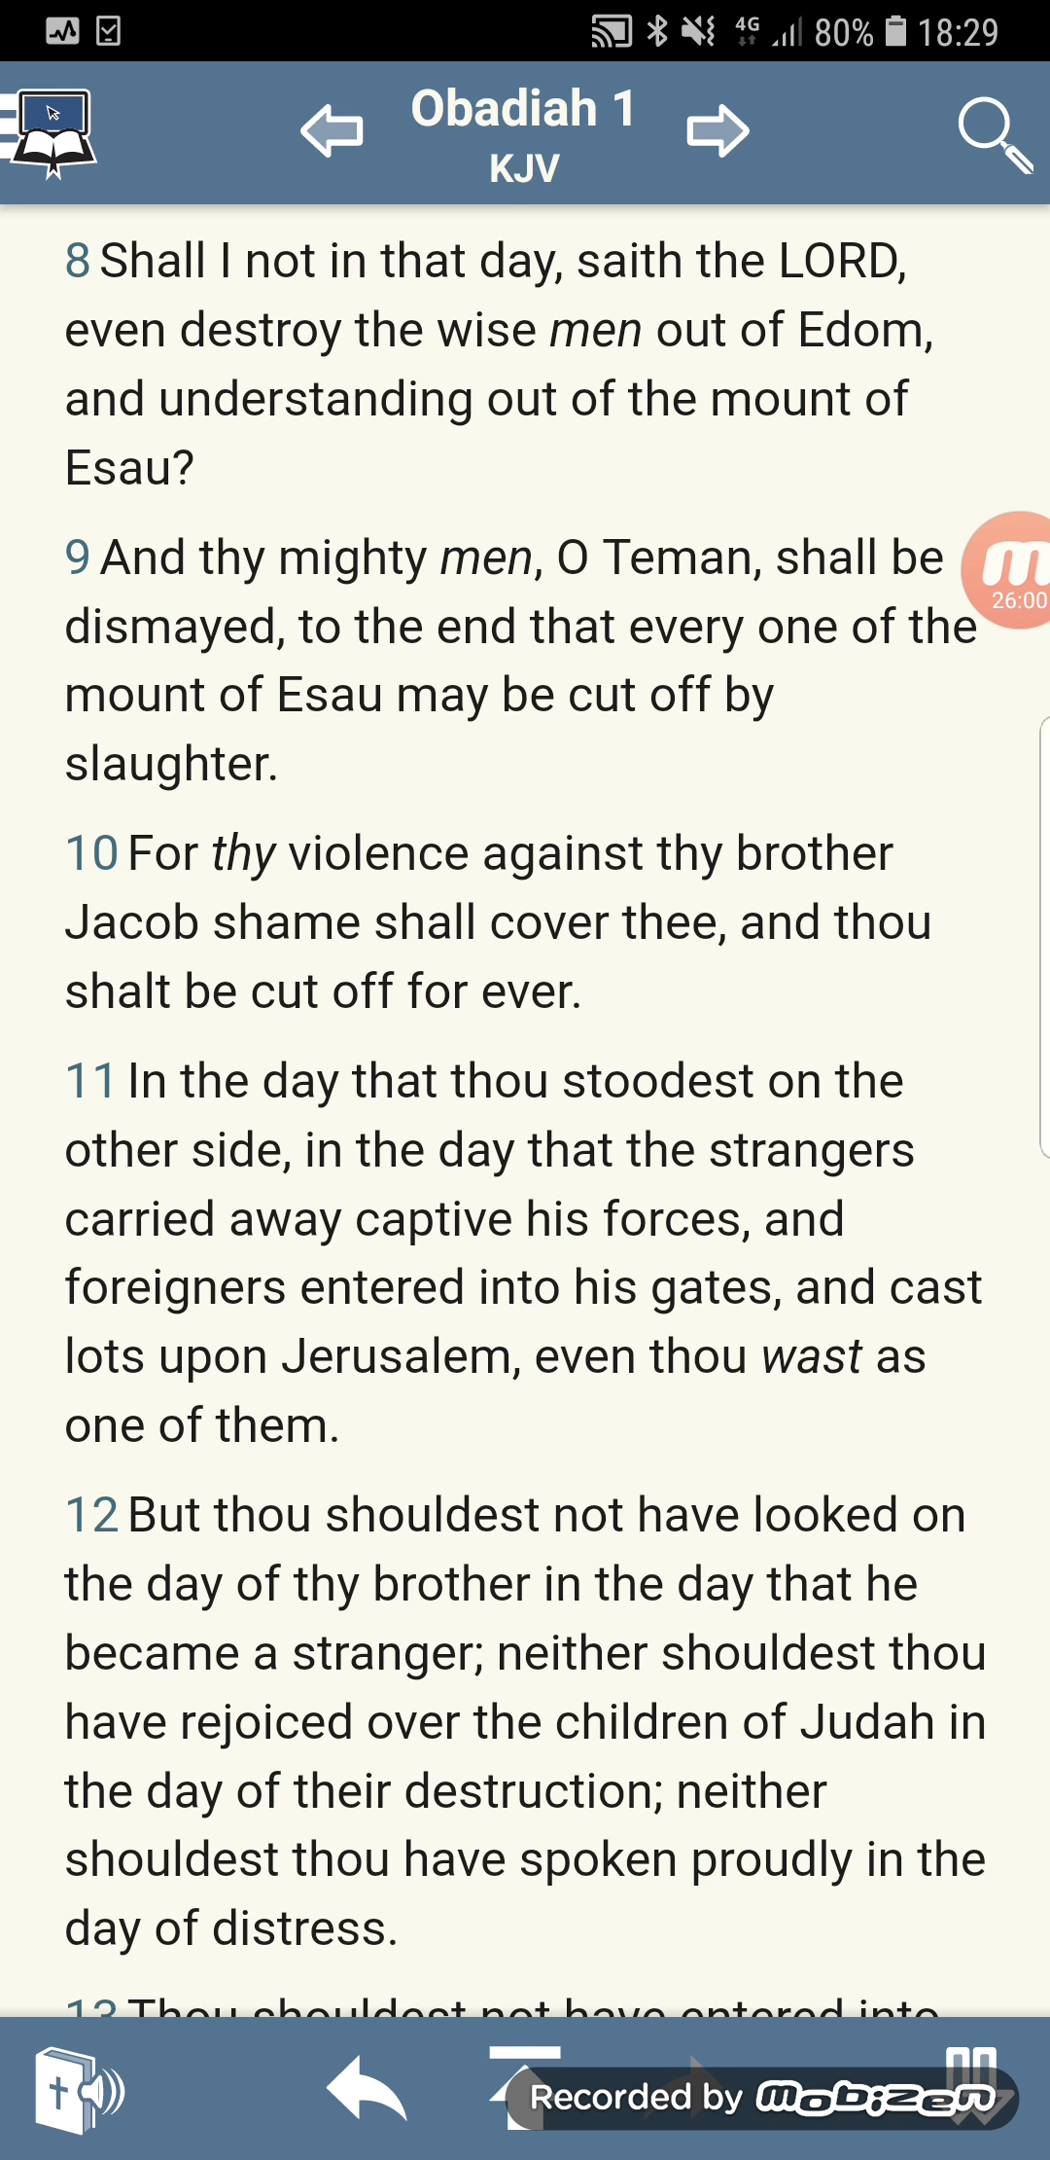 4G 80% 18:29
Obadiah 1
KJV
8 Shall I not in that day, saith the LORD,
even destroy the wise men out of Edom,
and understanding out of the mount of
Esau?
9 And thy mighty men, O Teman, shall be
dismayed, to the end that every one of the
mount of Esau may be cut off by
slaughter.
26:00
10 For thy violence against thy brother
Jacob shame shall cover thee, and thou
shalt be cut off for ever.
11 In the day that thou stoodest on the
other side, in the day that the strangers
carried away captive his forces, and
foreigners entered into his gates, and cast
lots upon Jerusalem, even thou wast as
one of them.
12 But thou shouldest not have looked on
the day of thy brother in the day that he
became a stranger; neither shouldest thou
have rejoiced over the children of Judah in
the day of their destruction; neither
shouldest thou have spoken proudly in the
day of distress.
13 Thou shouldest not have entered into
Recorded by mobizen